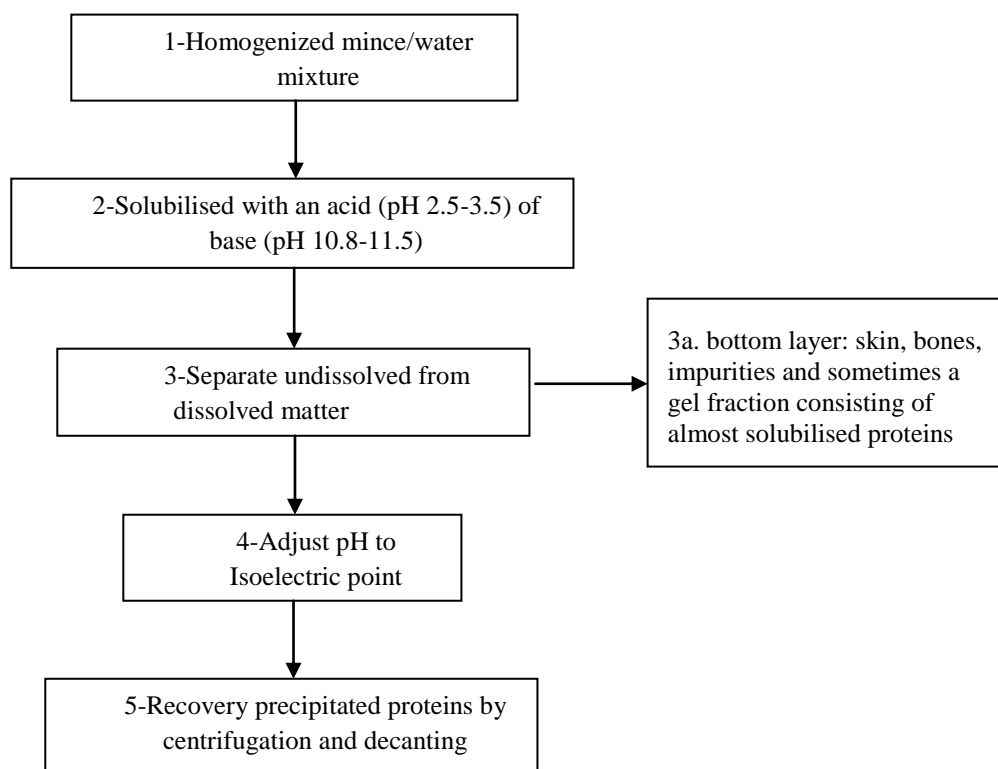 1-Homogenized mince/water
mixture
2-Solubilised with an acid (pH 2.5-3.5) of
base (pH 10.8-11.5)
3-Separate undissolved from
dissolved matter
3a. bottom layer: skin, bones,
impurities and sometimes a
gel fraction consisting of
almost solubilised proteins
4-Adjust pH to
Isoelectric point
5-Recovery precipitated proteins by
centrifugation and decanting